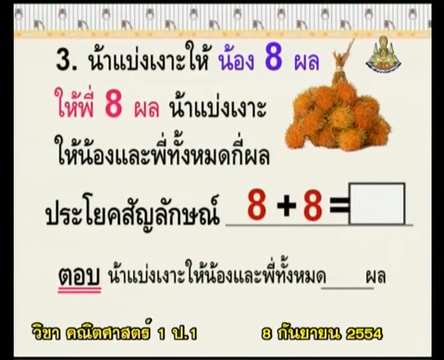 3. น้าแบ่งเงาะให้ น้อง 8 ผล
ให้พี่ 8 ผล น้าแบ่งเงาะ
ให้น้องและพี่ทั้งหมดกี่ผล
ประโยคสัญลักษณ์ 8+8=
ตอบ น้าแบ่งเงาะให้น้องและพี่ทั้งหมด____ ผล
วิชา คณิตศาสตร์ 1 ป.1 8 กันยายน 2554